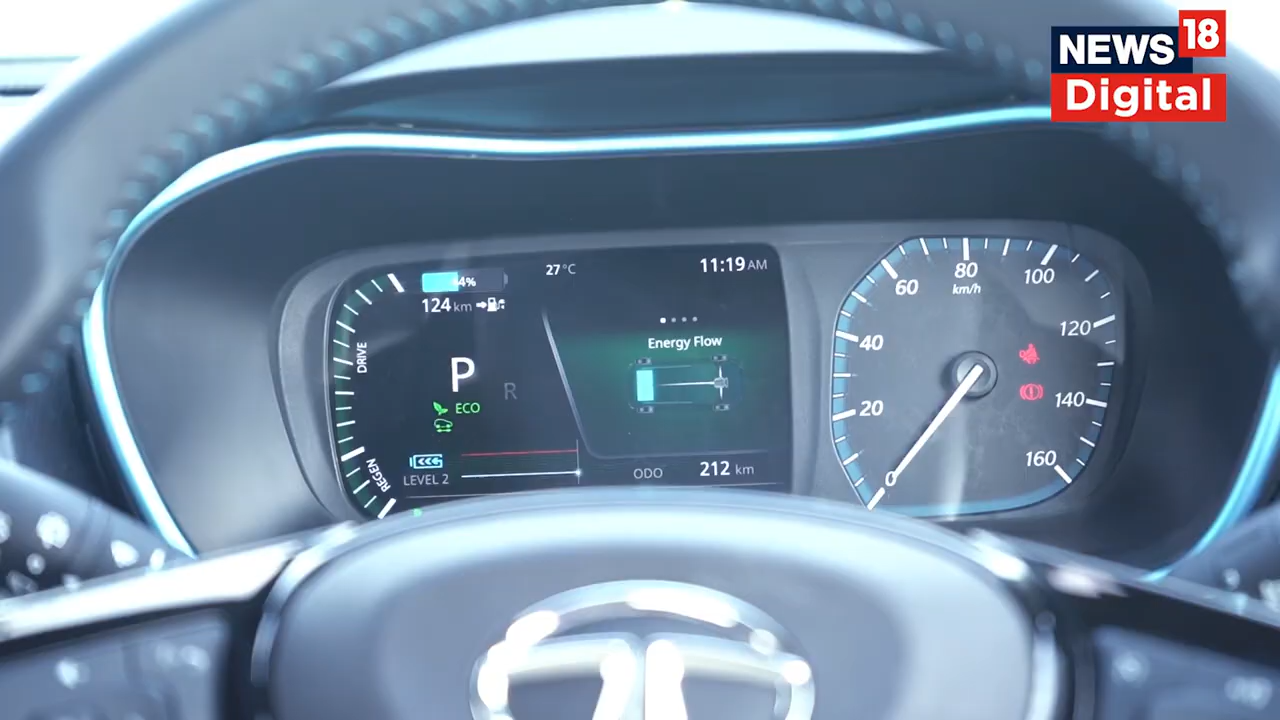 NEWS 18
Digital
27°C
11:19 AM
124 km
DRIVE
P
R
ECO
Energy Flow
REGEN
LEVEL 2
ODO
212 km
0
20
40
60
80
100
120
140
160
km/h